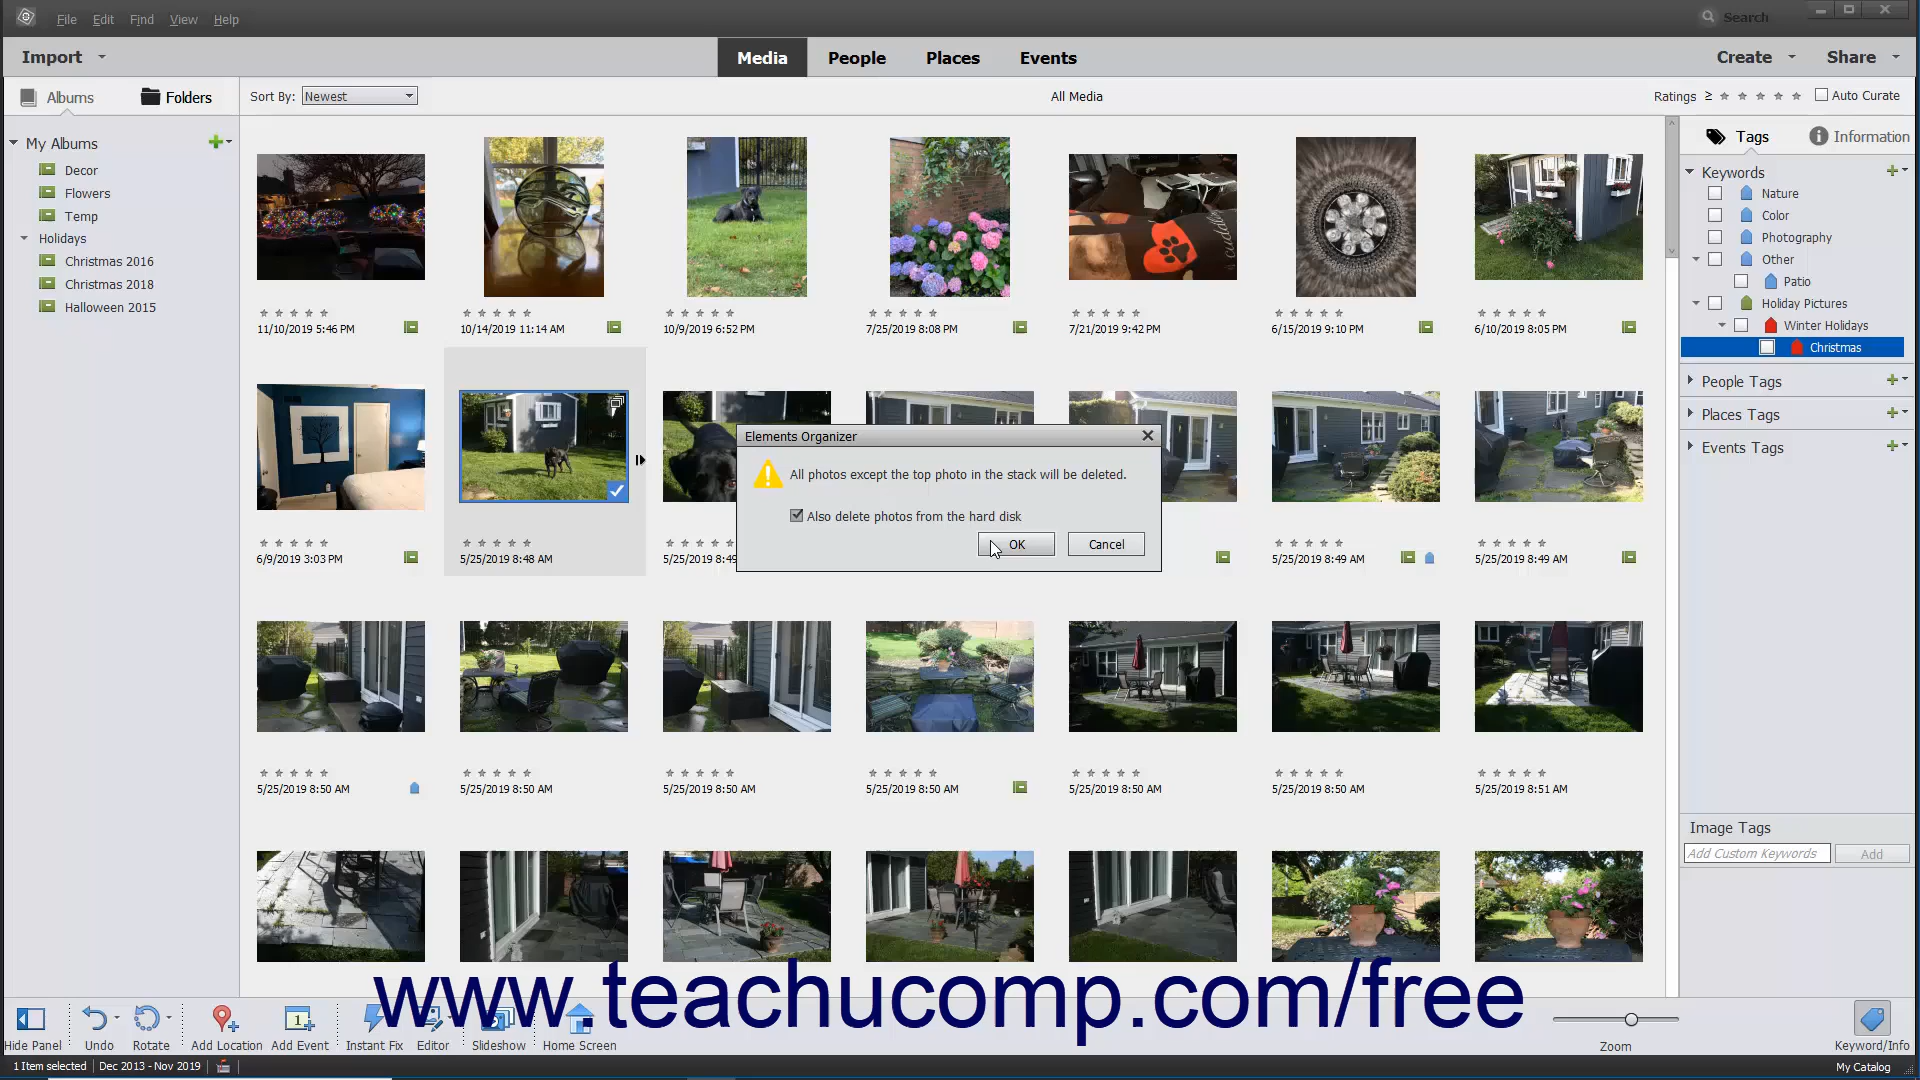 File Edit Find View Help
Search
Import
Media People Places Events
Create Share
Albums Folders
Sort By: Newest
All Media
Ratings ≥
Auto Curate
My Albums
Decor
Flowers
Temp
Holidays
Christmas 2016
Christmas 2018
Halloween 2015
11/10/2019 5:46 PM
10/14/2019 11:14 AM
10/9/2019 6:52 PM
7/25/2019 8:08 PM
7/21/2019 9:42 PM
6/15/2019 9:10 PM
6/10/2019 8:05 PM
6/9/2019 3:03 PM
5/25/2019 8:48 AM
5/25/2019 8:49
5/25/2019 8:49 AM
5/25/2019 8:49 AM
Elements Organizer
All photos except the top photo in the stack will be deleted.
Also delete photos from the hard disk
OK Cancel
5/25/2019 8:50 AM
5/25/2019 8:50 AM
5/25/2019 8:50 AM
5/25/2019 8:50 AM
5/25/2019 8:50 AM
5/25/2019 8:50 AM
5/25/2019 8:51 AM
Tags Information
Keywords
Nature
Color
Photography
Other
Patio
Holiday Pictures
Winter Holidays
Christmas
People Tags
Places Tags
Events Tags
Image Tags
Add Custom Keywords Add
www.teachucomp.com/free
Hide Panel
Undo
Rotate
Add Location
Add Event
Instant Fix
Editor
Slideshow
Home Screen
Zoom
Keyword/Info
1 Item selected Dec 2013 - Nov 2019
My Catalog